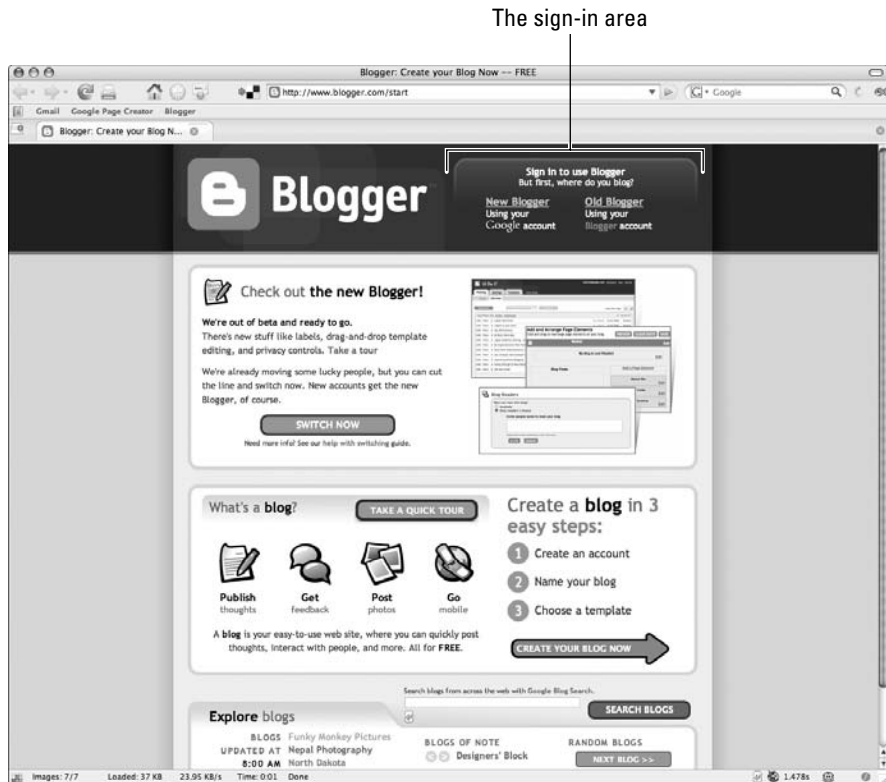 The sign-in area
Blogger: Create your Blog Now -- FREE
http://www.blogger.com/start
Google
Gmail Google Page Creator Blogger
Blogger: Create your Blog N...
Blogger
Sign in to use Blogger
But first, where do you blog?
New Blogger
Using your
Google account
Old Blogger
Using your
Blogger account
Check out the new Blogger!
We're out of beta and ready to go.
There's new stuff like labels, drag-and-drop template
editing, and privacy controls. Take a tour
We're already moving some lucky people, but you can cut
the line and switch now. New accounts get the new
Blogger, of course.
SWITCH NOW
Need more info? See our help with switching guide.
Add and Arrange Page Elements
Blog Posts
Blog Readers
What's a blog?
TAKE A QUICK TOUR
Publish
thoughts
Get
feedback
Post
photos
Go
mobile
A blog is your easy-to-use web site, where you can quickly post
thoughts, interact with people, and more. All for FREE.
Create a blog in 3
easy steps:
1 Create an account
2 Name your blog
3 Choose a template
CREATE YOUR BLOG NOW
Search blogs from across the web with Google Blog Search.
SEARCH BLOGS
Explore blogs
BLOGS
UPDATED AT
8:00 AM
Funky Monkey Pictures
Nepal Photography
North Dakota
BLOGS OF NOTE
Designers' Block
RANDOM BLOGS
NEXT BLOG >>
Images: 7/7 Loaded: 37 KB 23.95 KB/s Time: 0:01 Done
1.478s